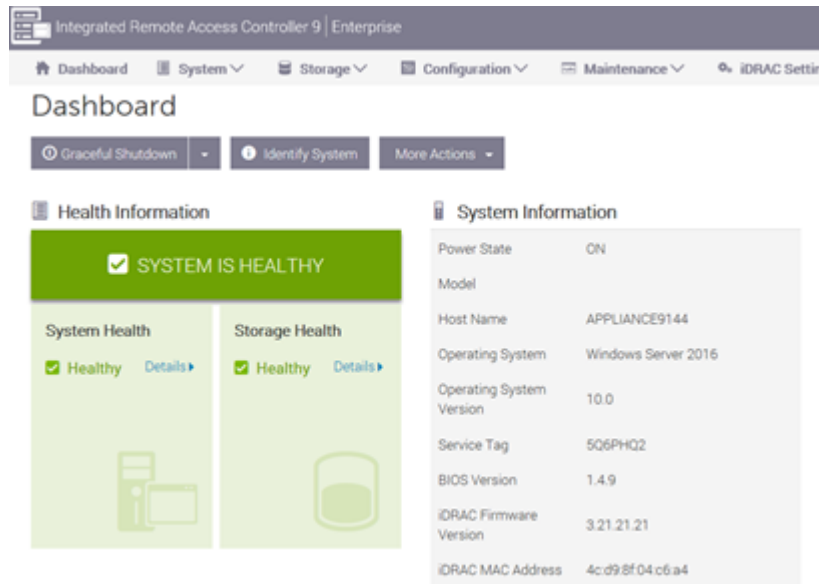 Integrated Remote Access Controller 9 | Enterprise
Dashboard System Storage Configuration Maintenance iDRAC Settin
Dashboard
Graceful Shutdown Identify System More Actions
Health Information
SYSTEM IS HEALTHY
System Health
Healthy Details
Storage Health
Healthy Details
System Information
Power State ON
Model
Host Name APPLIANCE9144
Operating System Windows Server 2016
Operating System
Version 10.0
Service Tag 5Q6PHQ2
BIOS Version 1.4.9
iDRAC Firmware
Version 3.21.21.21
iDRAC MAC Address 4c:d9:8f:04:c6:a4